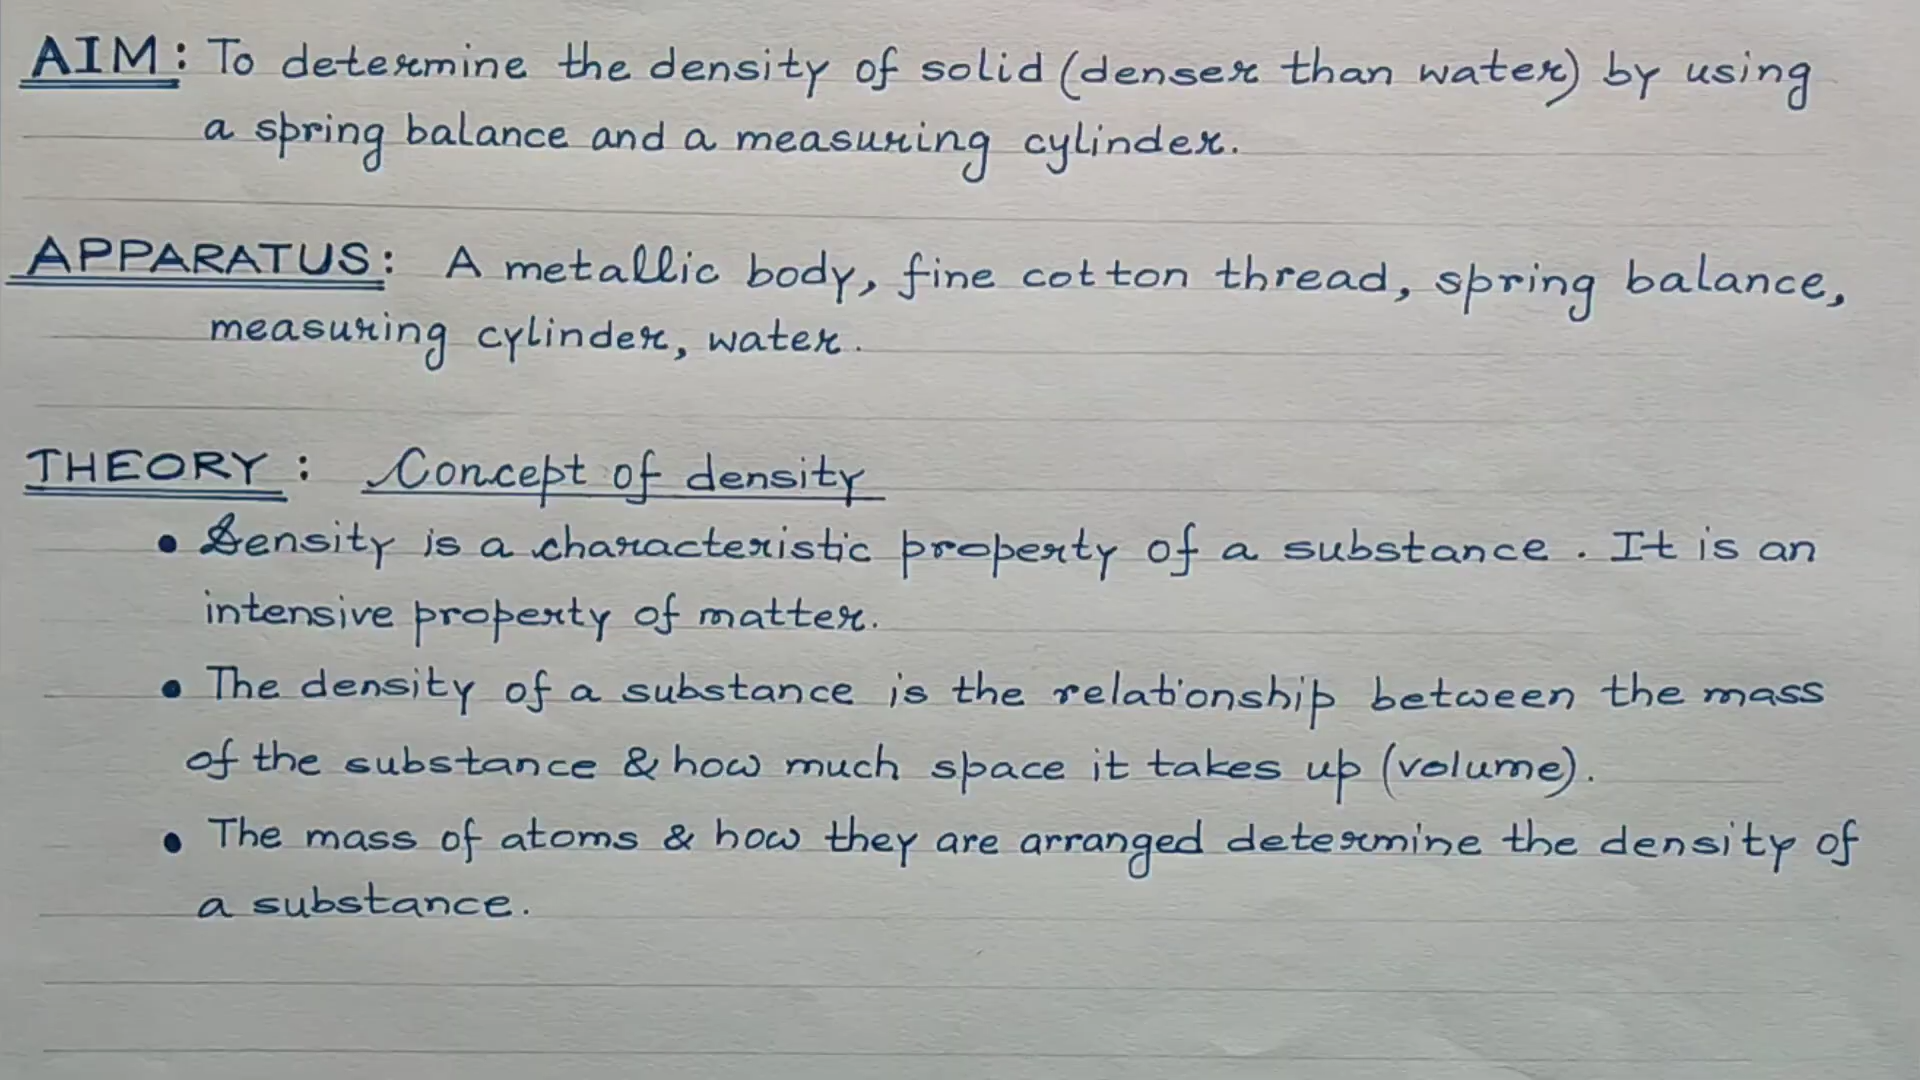 AIM: To determine the density of solid (denser than water) by using
a spring balance and a measuring cylinder.
APPARATUS: A metallic body, fine cotton thread, spring balance,
measuring cylinder, water.
THEORY: Concept of density
• Density is a characteristic property of a substance. It is an
intensive property of matter.
• The density of a substance is the relationship between the mass
of the substance & how much space it takes up (volume).
• The mass of atoms & how they are arranged determine the density of
a substance.